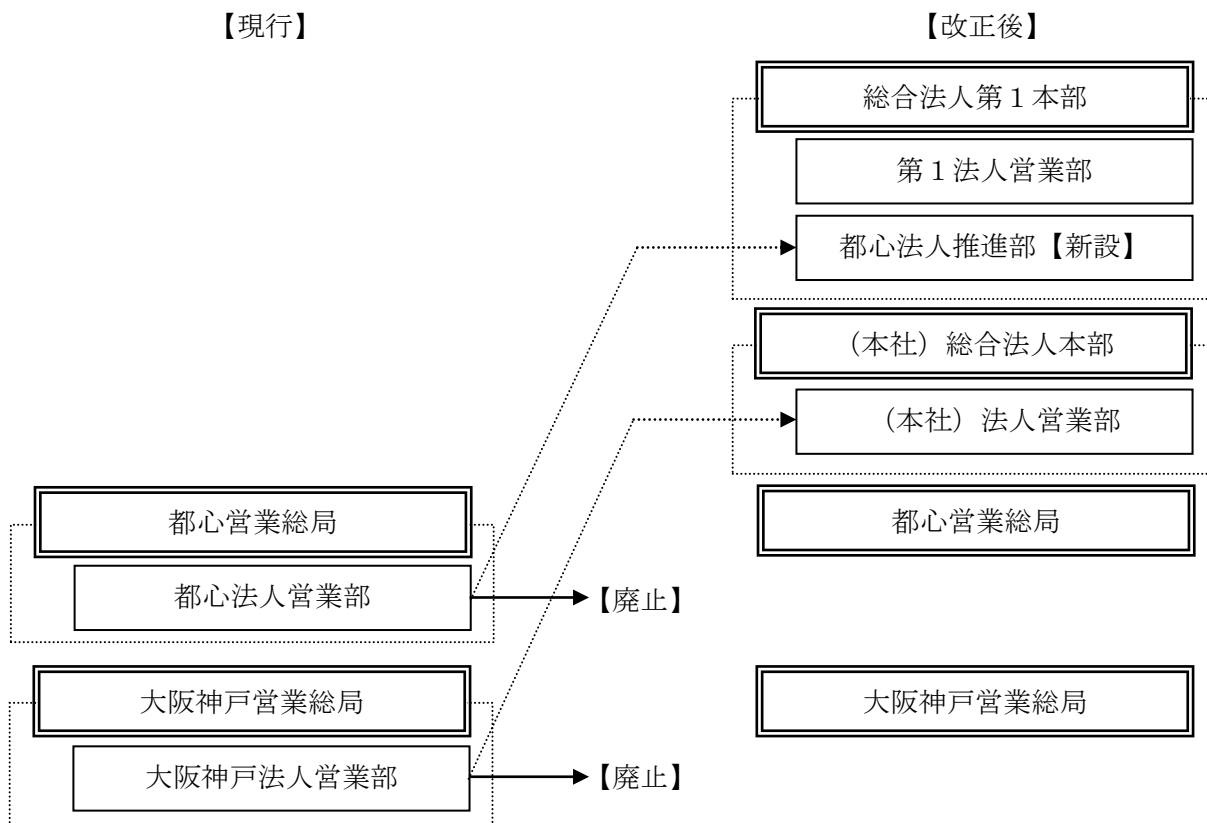 【現行】
【改正後】
総合法人第１本部
第１法人営業部
都心法人推進部【新設】
（本社）総合法人本部
（本社）法人営業部
都心営業総局
都心営業総局
都心法人営業部
【廃止】
大阪神戸営業総局
大阪神戸営業総局
大阪神戸法人営業部
【廃止】